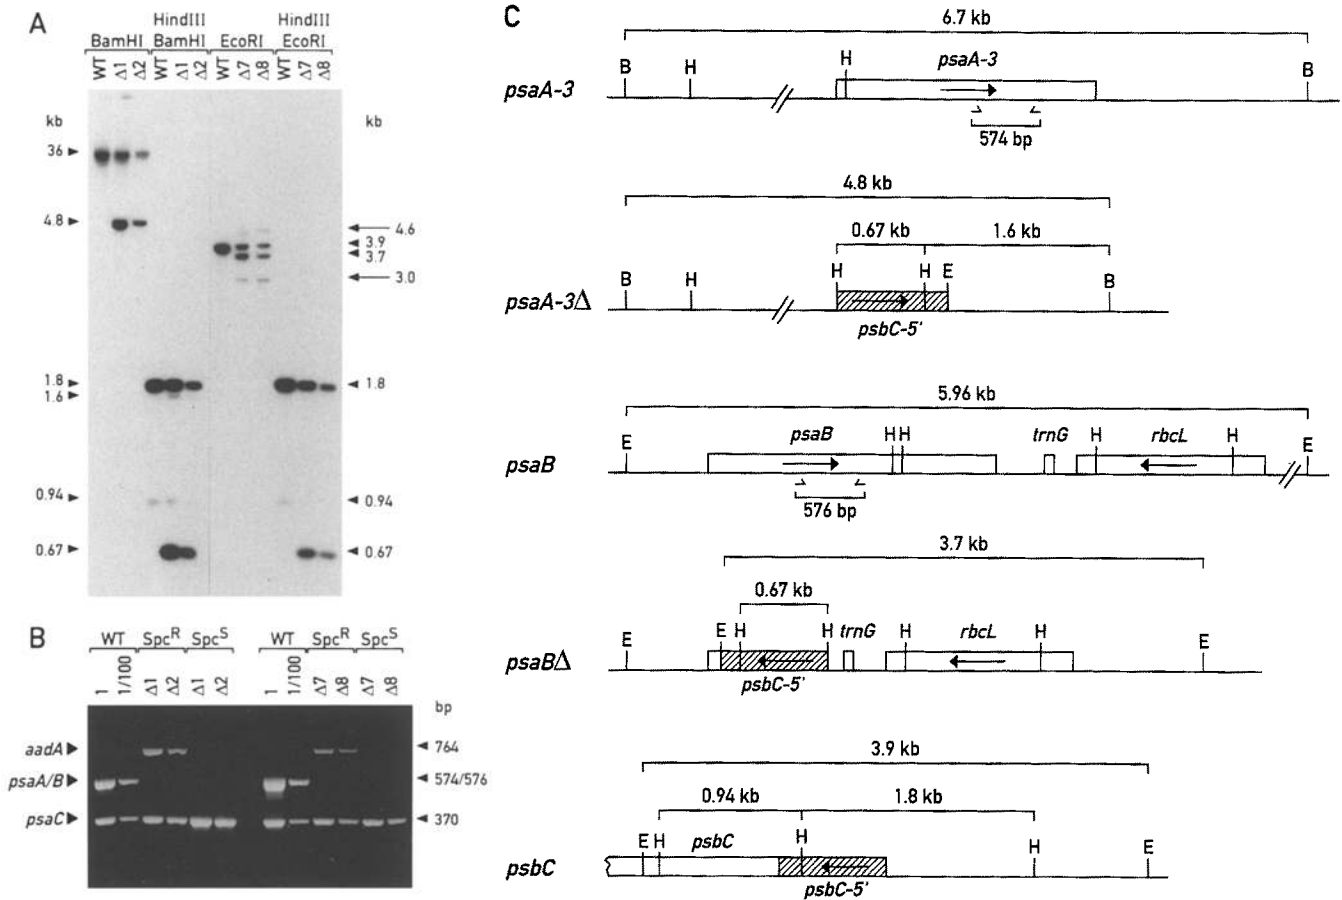 A
HindIII HindIII
BamHI BamHI EcoRI EcoRI
WT Δ1 Δ2 WT Δ1 Δ2 WT Δ7 Δ8 WT Δ7 Δ8
kb kb
36
4.8 4.6
3.9
3.7
3.0
1.8 1.8
1.6
0.94 0.94
0.67 0.67
B
WT SpcR SpcS WT SpcR SpcS
1 1/100 Δ1 Δ2 Δ1 Δ2 1 1/100 Δ7 Δ8 Δ7 Δ8
bp
aadA 764
psaA/B 574/576
psaC 370
C
6.7 kb
B H H psaA-3 B
psaA-3
574 bp
4.8 kb
0.67 kb 1.6 kb
B H H H E B
psaA-3Δ
psbC-5'
5.96 kb
E psaB H H trnG H rbcL H E
psaB
576 bp
3.7 kb
0.67 kb
E E H H trnG H rbcL H E
psaBΔ
psbC-5'
3.9 kb
0.94 kb 1.8 kb
E H psbC H H E
psbC
psbC-5'